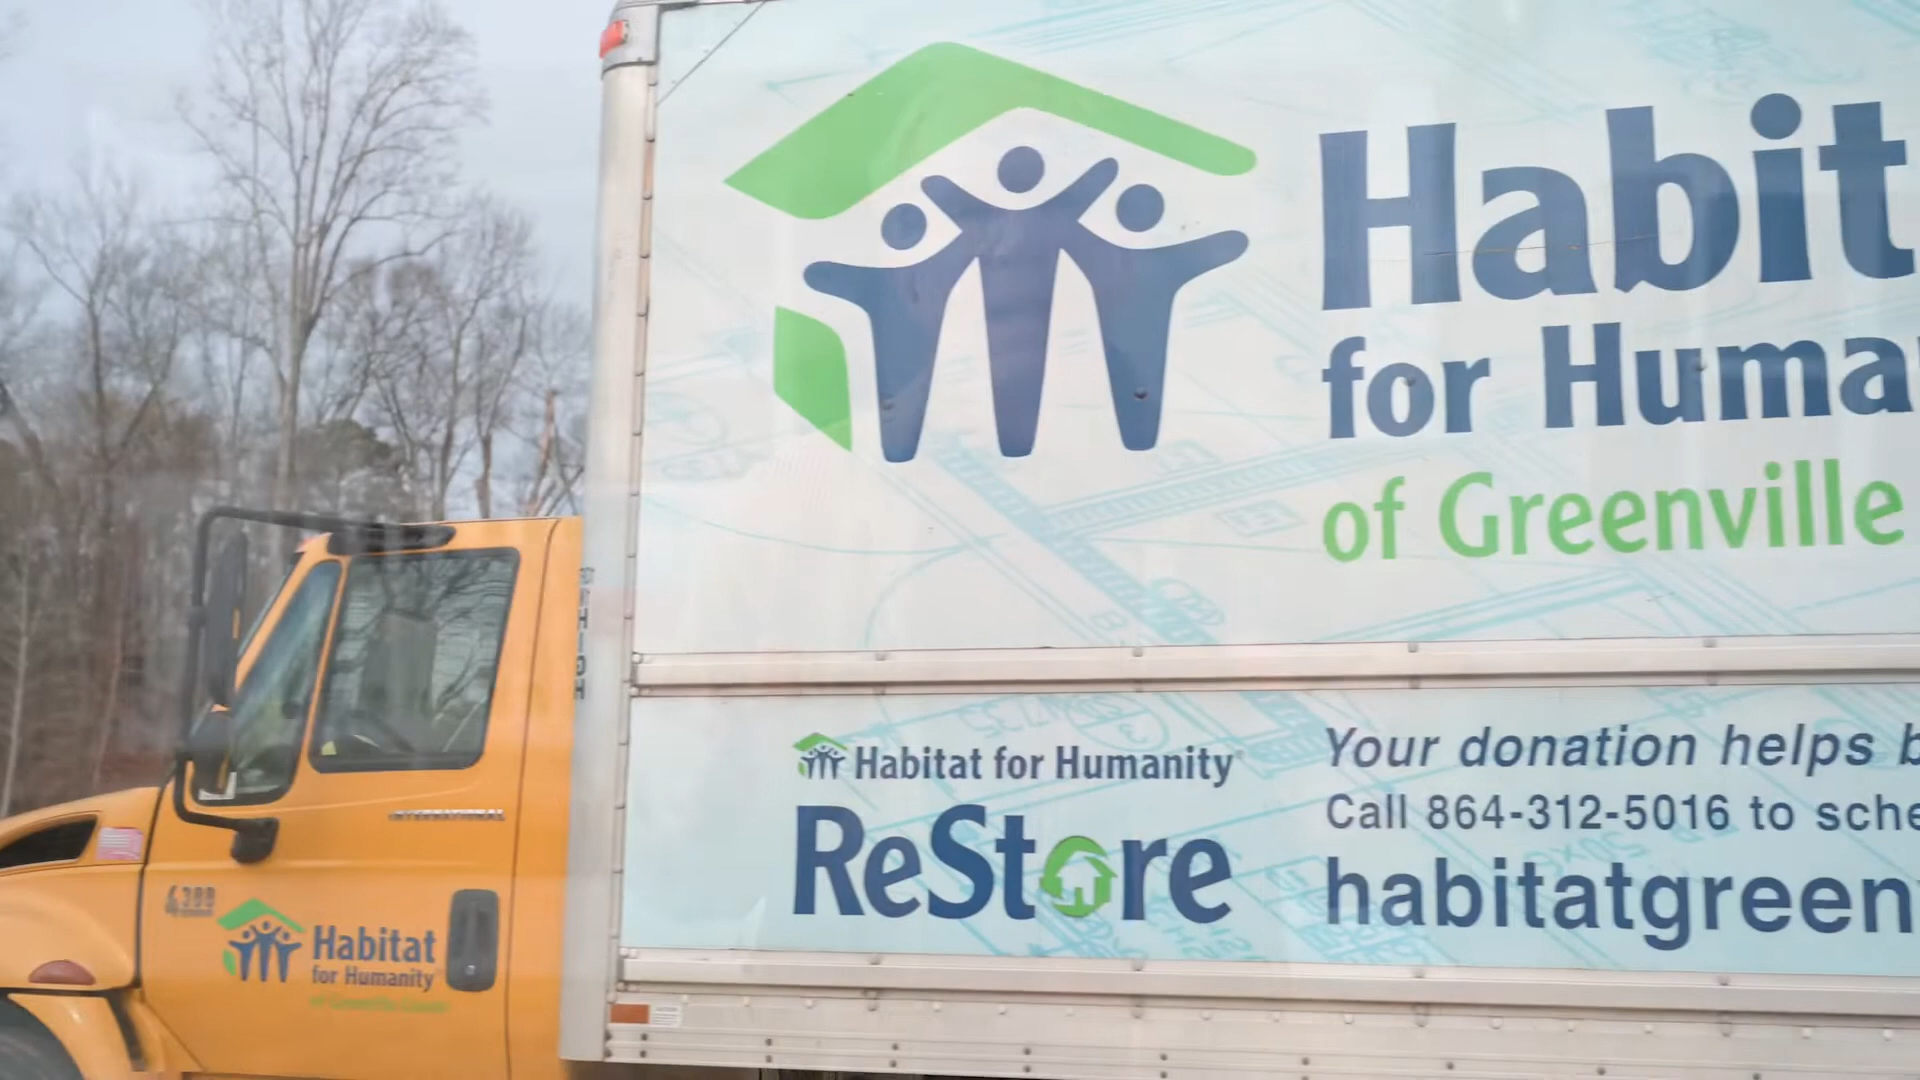 Habit
for Huma
of Greenville
Habitat for Humanity
ReStore
Your donation helps b
Call 864-312-5016 to sche
habitatgreen
INTERNATIONAL
Habitat
for Humanity